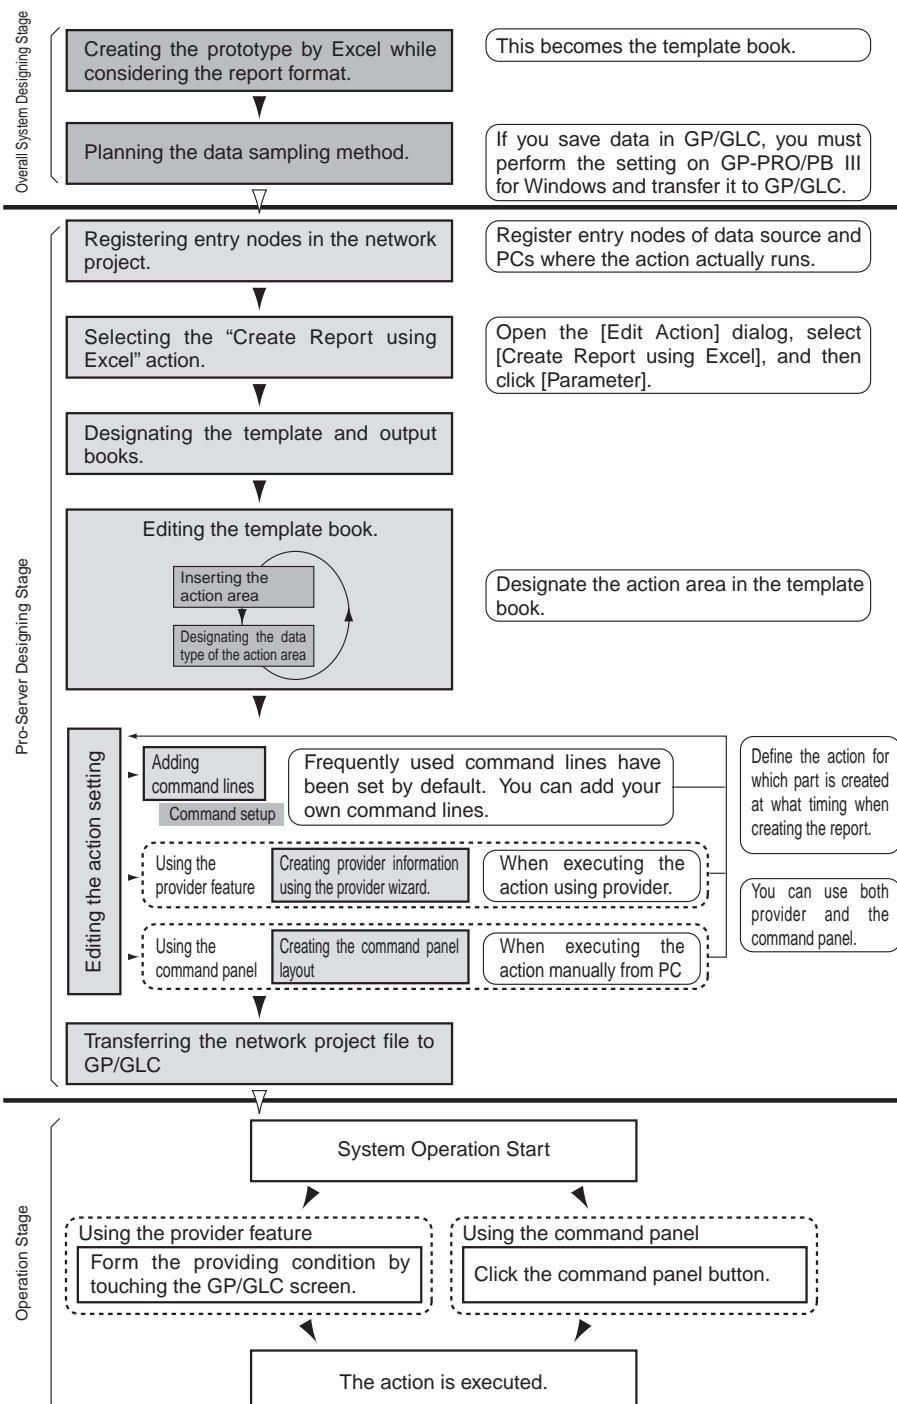 Overall System Designing Stage
Creating the prototype by Excel while
considering the report format.
This becomes the template book.
Planning the data sampling method.
If you save data in GP/GLC, you must
perform the setting on GP-PRO/PB III
for Windows and transfer it to GP/GLC.
Pro-Server Designing Stage
Registering entry nodes in the network
project.
Register entry nodes of data source and
PCs where the action actually runs.
Selecting the “Create Report using
Excel” action.
Open the [Edit Action] dialog, select
[Create Report using Excel], and then
click [Parameter].
Designating the template and output
books.
Editing the template book.
Inserting the
action area
Designating the data
type of the action area
Designate the action area in the template
book.
Editing the action setting
Adding
command lines
Command setup
Frequently used command lines have
been set by default. You can add your
own command lines.
Define the action for
which part is created
at what timing when
creating the report.
Using the
provider feature
Creating provider information
using the provider wizard.
When executing the
action using provider.
You can use both
provider and the
command panel.
Using the
command panel
Creating the command panel
layout
When executing the
action manually from PC
Transferring the network project file to
GP/GLC
Operation Stage
System Operation Start
Using the provider feature
Form the providing condition by
touching the GP/GLC screen.
Using the command panel
Click the command panel button.
The action is executed.